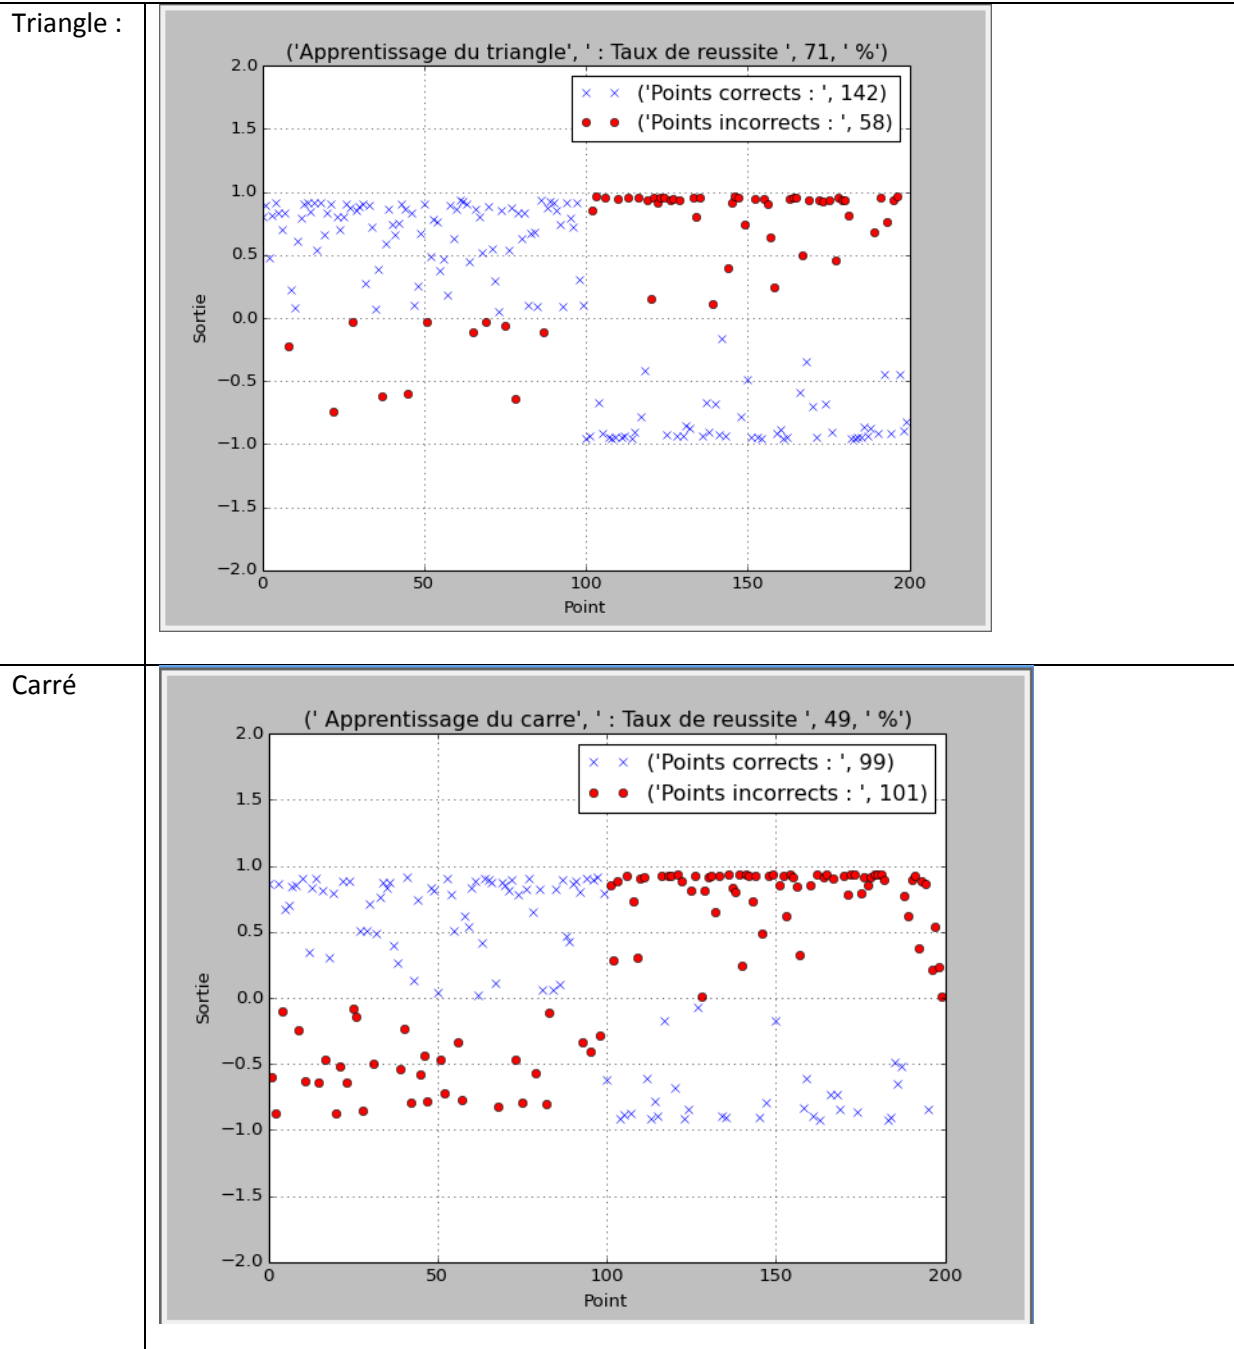 Triangle :
('Apprentissage du triangle', ' : Taux de reussite ', 71, ' %')
2.0
('Points corrects : ', 142)
('Points incorrects : ', 58)
1.5
1.0
0.5
0.0
−0.5
−1.0
−1.5
−2.0
Sortie
0 50 100 150 200
Point
Carré
(' Apprentissage du carre', ' : Taux de reussite ', 49, ' %')
2.0
('Points corrects : ', 99)
('Points incorrects : ', 101)
1.5
1.0
0.5
0.0
−0.5
−1.0
−1.5
−2.0
Sortie
0 50 100 150 200
Point